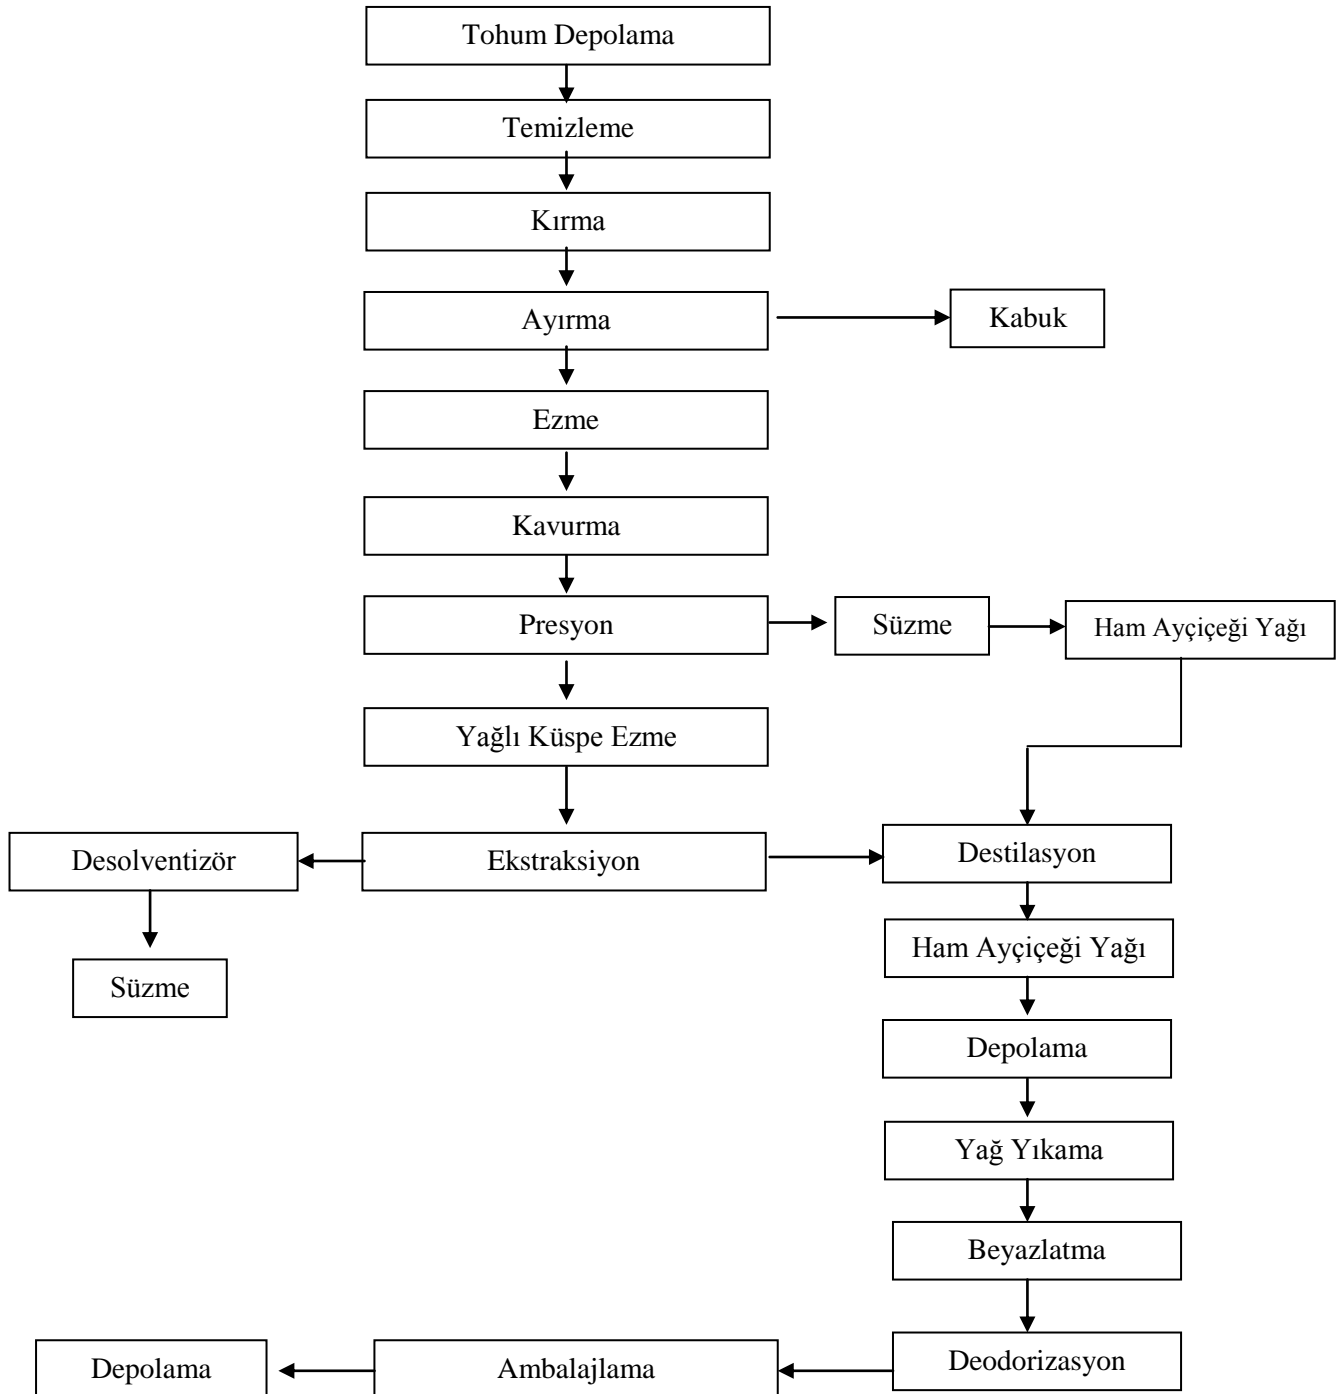 Tohum Depolama
Temizleme
Kırma
Ayırma
Kabuk
Ezme
Kavurma
Presyon
Süzme
Ham Ayçiçeği Yağı
Yağlı Küspe Ezme
Desolventizör
Ekstraksiyon
Destilasyon
Ham Ayçiçeği Yağı
Süzme
Depolama
Yağ Yıkama
Beyazlatma
Depolama
Ambalajlama
Deodorizasyon